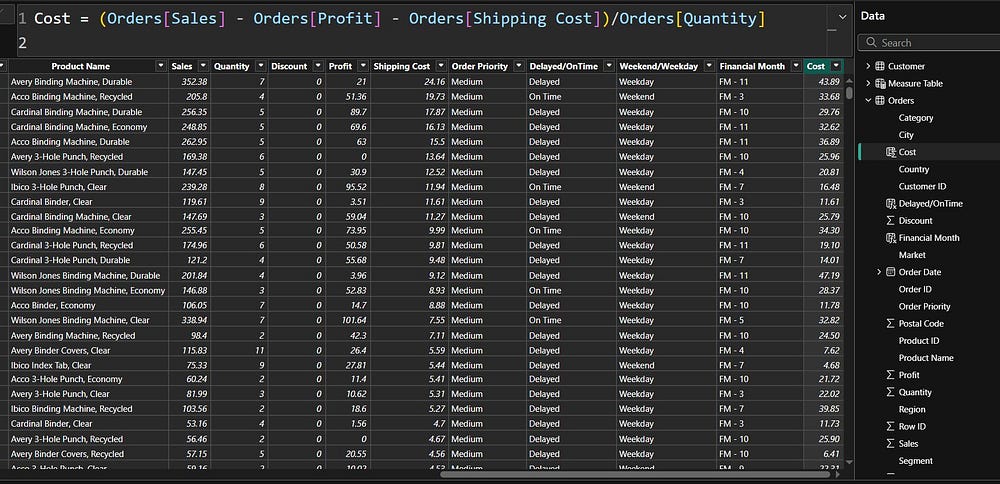 1 Cost = (Orders[Sales] - Orders[Profit] - Orders[Shipping Cost])/Orders[Quantity]
2
Product Name Sales Quantity Discount Profit Shipping Cost Order Priority Delayed/OnTime Weekend/Weekday Financial Month Cost
Avery Binding Machine, Durable 352.38 7 0 21 24.16 Medium Delayed Weekday FM - 11 43.89
Acco Binding Machine, Recycled 205.8 4 0 51.36 19.73 Medium On Time Weekday FM - 3 33.68
Cardinal Binding Machine, Durable 256.35 5 0 89.7 17.87 Medium Delayed Weekday FM - 10 29.76
Cardinal Binding Machine, Economy 248.85 5 0 69.6 16.13 Medium Delayed Weekday FM - 11 32.62
Acco Binding Machine, Durable 262.95 5 0 63 15.5 Medium Delayed Weekday FM - 11 36.89
Avery 3-Hole Punch, Recycled 169.38 6 0 0 13.64 Medium Delayed Weekday FM - 10 25.96
Wilson Jones 3-Hole Punch, Durable 147.45 5 0 30.9 12.52 Medium Delayed Weekday FM - 4 20.81
Ibico 3-Hole Punch, Clear 239.28 8 0 95.52 11.94 Medium On Time Weekend FM - 7 16.48
Cardinal Binder, Clear 119.61 9 0 3.51 11.61 Medium Delayed Weekday FM - 3 11.61
Cardinal Binding Machine, Clear 147.69 3 0 59.04 11.27 Medium Delayed Weekend FM - 10 25.79
Acco Binding Machine, Economy 255.45 5 0 73.95 9.99 Medium On Time Weekday FM - 10 34.30
Cardinal 3-Hole Punch, Recycled 174.96 6 0 50.58 9.81 Medium Delayed Weekday FM - 11 19.10
Cardinal 3-Hole Punch, Durable 121.2 4 0 55.68 9.48 Medium Delayed Weekday FM - 7 14.01
Wilson Jones Binding Machine, Durable 201.84 4 0 3.96 9.12 Medium Delayed Weekday FM - 11 47.19
Wilson Jones Binding Machine, Economy 146.88 3 0 52.83 8.93 Medium On Time Weekday FM - 10 28.37
Acco Binder, Economy 106.05 7 0 14.7 8.88 Medium Delayed Weekday FM - 10 11.78
Wilson Jones Binding Machine, Clear 338.94 7 0 101.64 7.55 Medium On Time Weekday FM - 5 32.82
Avery Binding Machine, Recycled 98.4 2 0 42.3 7.11 Medium Delayed Weekday FM - 10 24.50
Avery Binder Covers, Clear 115.83 11 0 26.4 5.59 Medium Delayed Weekday FM - 4 7.62
Ibico Index Tab, Clear 75.33 9 0 27.81 5.44 Medium Delayed Weekend FM - 7 4.68
Acco 3-Hole Punch, Economy 60.24 2 0 11.4 5.41 Medium Delayed Weekday FM - 10 21.72
Avery 3-Hole Punch, Clear 81.99 3 0 10.62 5.31 Medium Delayed Weekday FM - 3 22.02
Ibico Binding Machine, Recycled 103.56 2 0 18.6 5.27 Medium Delayed Weekday FM - 7 39.85
Cardinal Binder, Clear 53.16 4 0 1.56 4.7 Medium Delayed Weekday FM - 3 11.73
Avery 3-Hole Punch, Recycled 56.46 2 0 0 4.67 Medium Delayed Weekday FM - 10 25.90
Avery Binder Covers, Recycled 57.15 5 0 20.55 4.56 Medium Delayed Weekday FM - 10 6.41
Acco 3-Hole Punch, Clear 59.16 2 0 10.02 4.53 Medium Delayed Weekend FM - 9 22.31
Data
Search
Customer
Measure Table
Orders
Category
City
Cost
Country
Customer ID
Delayed/OnTime
Discount
Financial Month
Market
Order Date
Order ID
Order Priority
Postal Code
Product ID
Product Name
Profit
Quantity
Region
Row ID
Sales
Segment